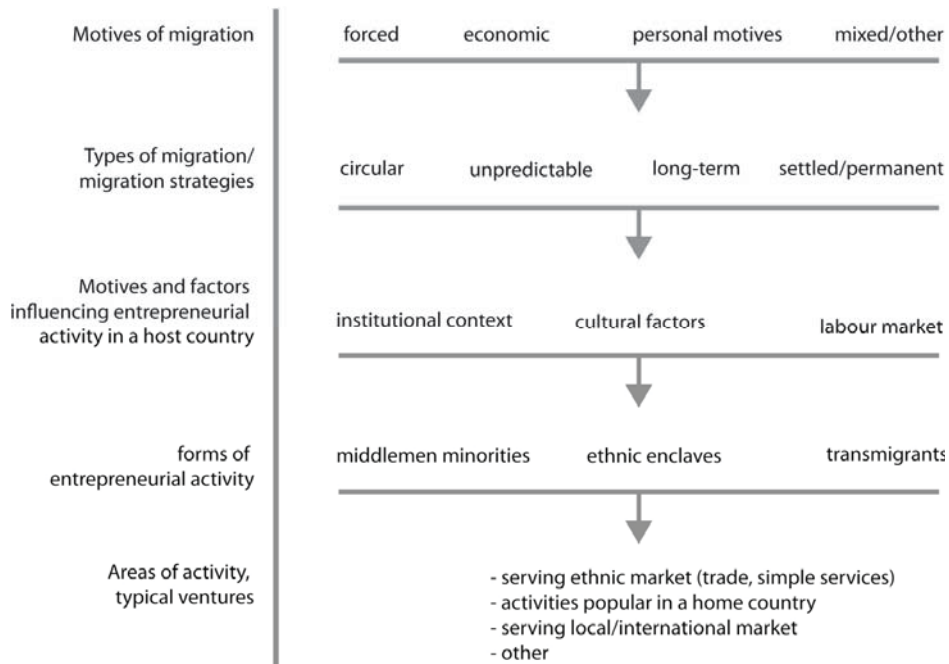 Motives of migration
forced economic personal motives mixed/other
Types of migration/
migration strategies
circular unpredictable long-term settled/permanent
Motives and factors
influencing entrepreneurial
activity in a host country
institutional context cultural factors labour market
forms of
entrepreneurial activity
middlemen minorities ethnic enclaves transmigrants
Areas of activity,
typical ventures
- serving ethnic market (trade, simple services)
- activities popular in a home country
- serving local/international market
- other